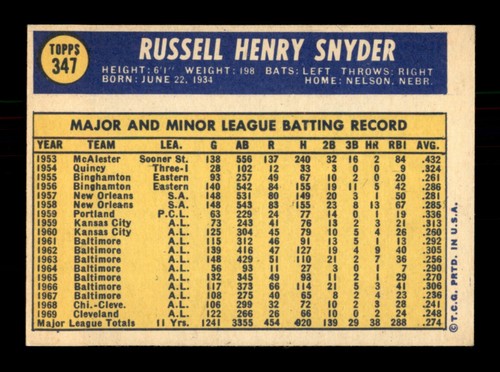 TOPPS
347
RUSSELL HENRY SNYDER
HEIGHT: 6'1" WEIGHT: 198 BATS: LEFT THROWS: RIGHT
BORN: JUNE 22, 1934 HOME: NELSON, NEBR.
MAJOR AND MINOR LEAGUE BATTING RECORD
YEAR TEAM LEA. G AB R H 2B 3B HR RBI AVG.
1953 McAlester Sooner St. 138 556 137 240 32 16 2 84 .432
1954 Quincy Three-I 28 102 12 33 3 0 0 9 .324
1955 Binghamton Eastern 93 257 49 67 10 2 0 20 .261
1956 Binghamton Eastern 140 542 84 155 19 11 5 42 .286
1957 New Orleans S.A. 148 531 80 149 20 3 1 50 .281
1958 New Orleans S.A. 148 543 83 155 23 8 13 67 .285
1959 Portland P.C.L. 63 229 24 77 14 0 1 19 .336
1959 Kansas City A.L. 73 243 41 76 13 2 3 21 .313
1960 Kansas City A.L. 125 304 45 79 10 5 4 26 .260
1961 Baltimore A.L. 115 312 46 91 13 5 1 13 .292
1962 Baltimore A.L. 139 416 47 127 19 4 9 40 .305
1963 Baltimore A.L. 148 429 51 110 21 2 7 36 .256
1964 Baltimore A.L. 56 93 11 27 3 0 1 7 .290
1965 Baltimore A.L. 132 345 49 93 11 2 1 29 .270
1966 Baltimore A.L. 117 373 66 114 21 5 3 41 .306
1967 Baltimore A.L. 108 275 40 65 8 2 4 23 .236
1968 Chi.-Cleve. A.L. 106 299 32 72 10 2 3 28 .241
1969 Cleveland A.L. 122 266 26 66 10 0 2 24 .248
Major League Totals 11 Yrs. 1241 3355 454 920 139 29 38 288 .274
© T.C.G. PRTD. IN U.S.A.